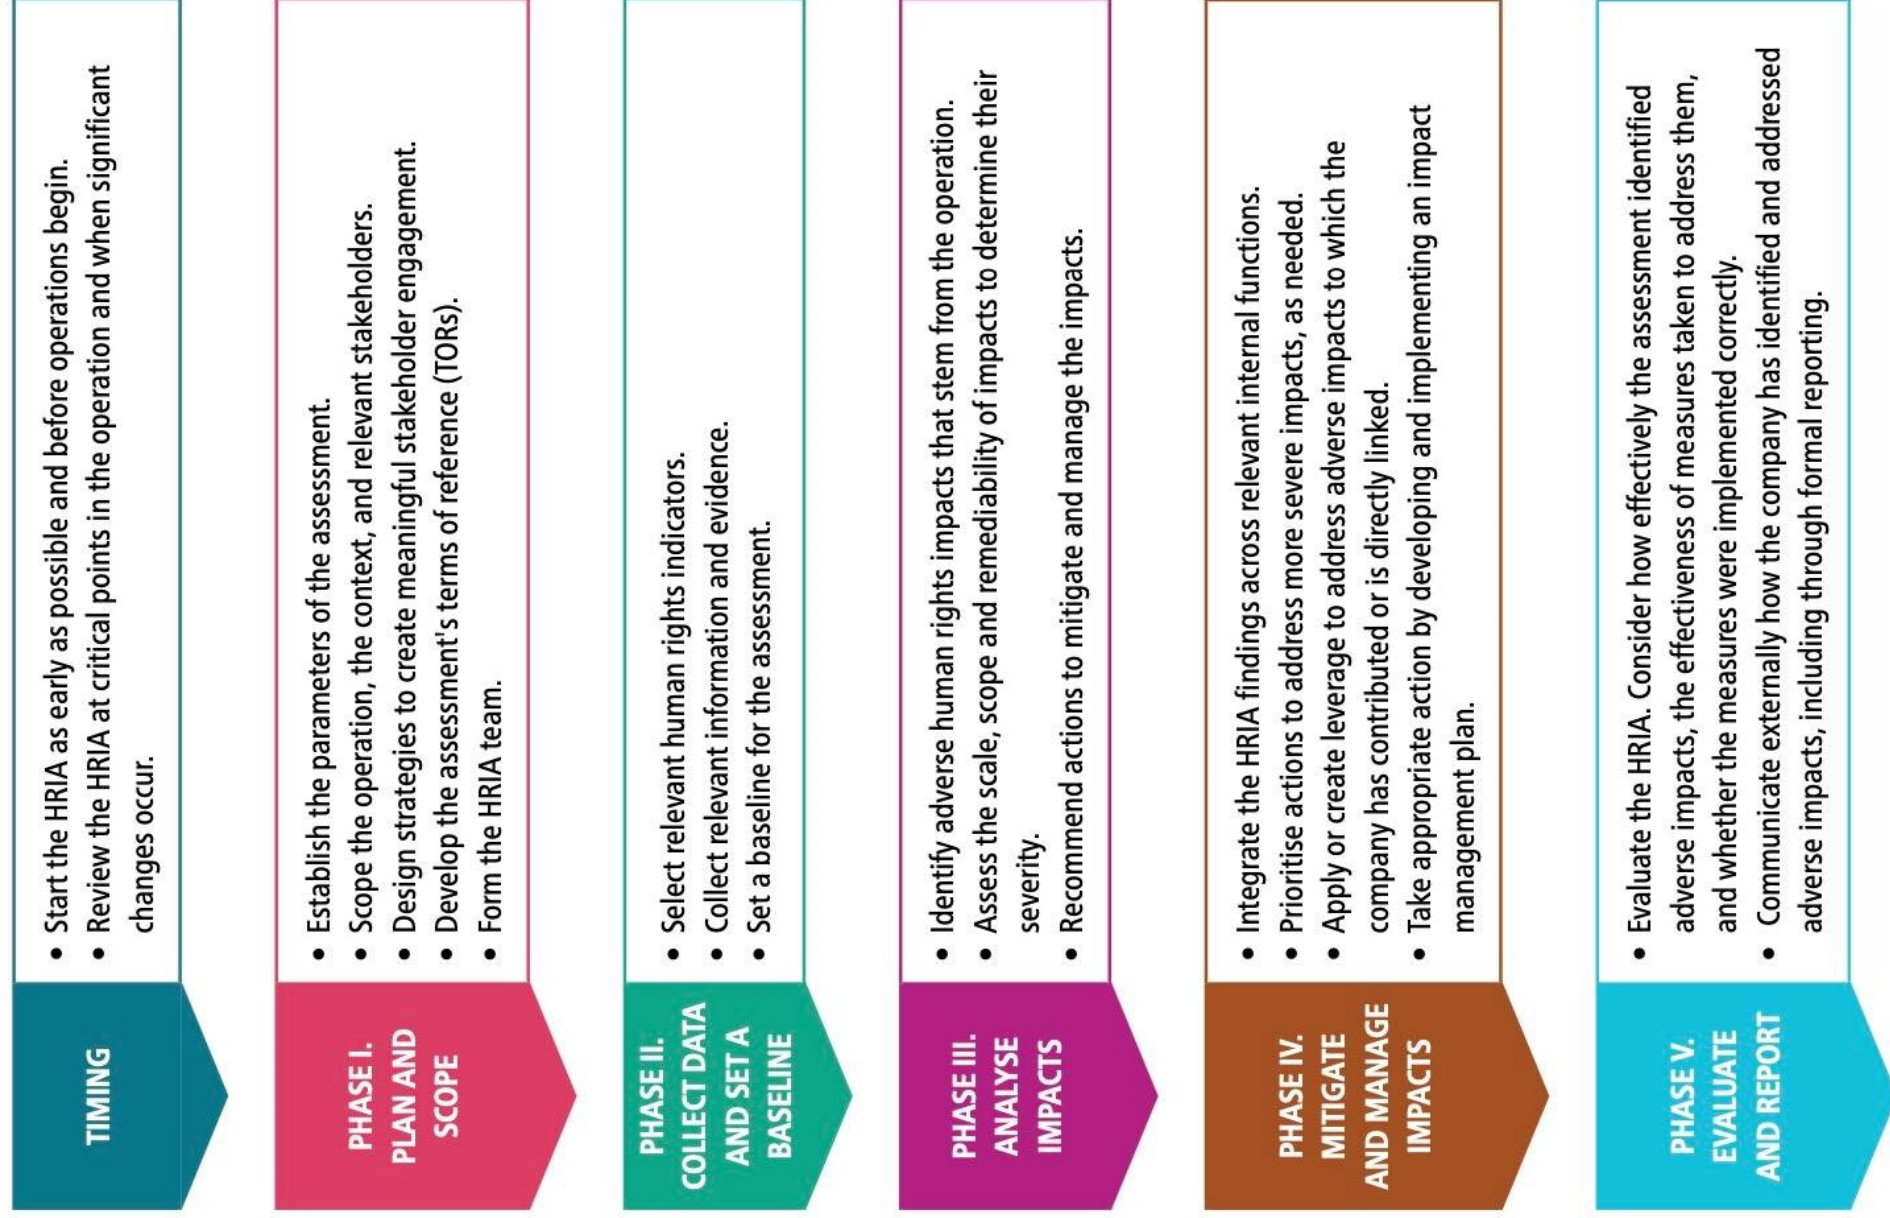 TIMING
• Start the HRIA as early as possible and before operations begin.
• Review the HRIA at critical points in the operation and when significant
changes occur.
PHASE I.
PLAN AND
SCOPE
• Establish the parameters of the assessment.
• Scope the operation, the context, and relevant stakeholders.
• Design strategies to create meaningful stakeholder engagement.
• Develop the assessment's terms of reference (TORs).
• Form the HRIA team.
PHASE II.
COLLECT DATA
AND SET A
BASELINE
• Select relevant human rights indicators.
• Collect relevant information and evidence.
• Set a baseline for the assessment.
PHASE III.
ANALYSE
IMPACTS
• Identify adverse human rights impacts that stem from the operation.
• Assess the scale, scope and remediability of impacts to determine their
severity.
• Recommend actions to mitigate and manage the impacts.
PHASE IV.
MITIGATE
AND MANAGE
IMPACTS
• Integrate the HRIA findings across relevant internal functions.
• Prioritise actions to address more severe impacts, as needed.
• Apply or create leverage to address adverse impacts to which the
company has contributed or is directly linked.
• Take appropriate action by developing and implementing an impact
management plan.
PHASE V.
EVALUATE
AND REPORT
• Evaluate the HRIA. Consider how effectively the assessment identified
adverse impacts, the effectiveness of measures taken to address them,
and whether the measures were implemented correctly.
• Communicate externally how the company has identified and addressed
adverse impacts, including through formal reporting.